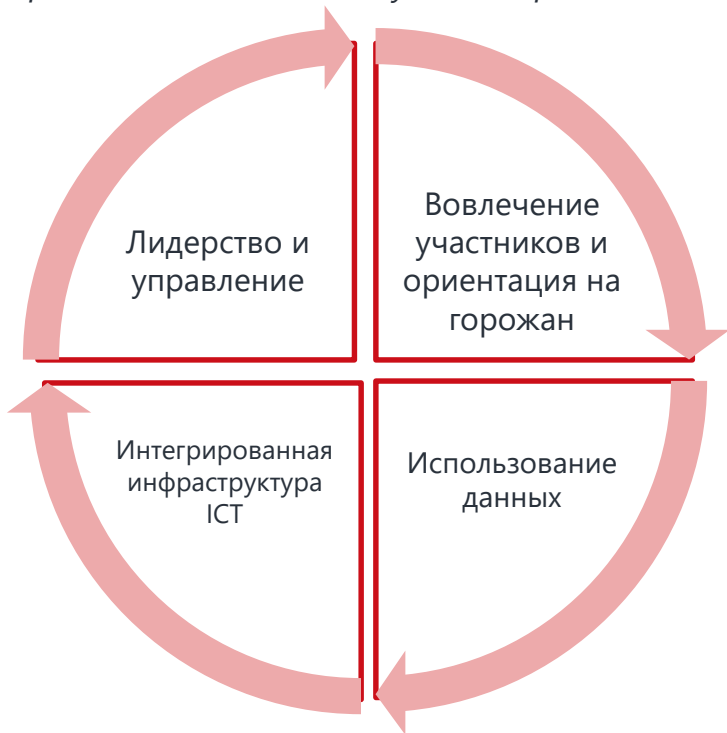 Лидерство и
управление
Вовлечение
участников и
ориентация на
горожан
Интегрированная
инфраструктура
ICT
Использование
данных